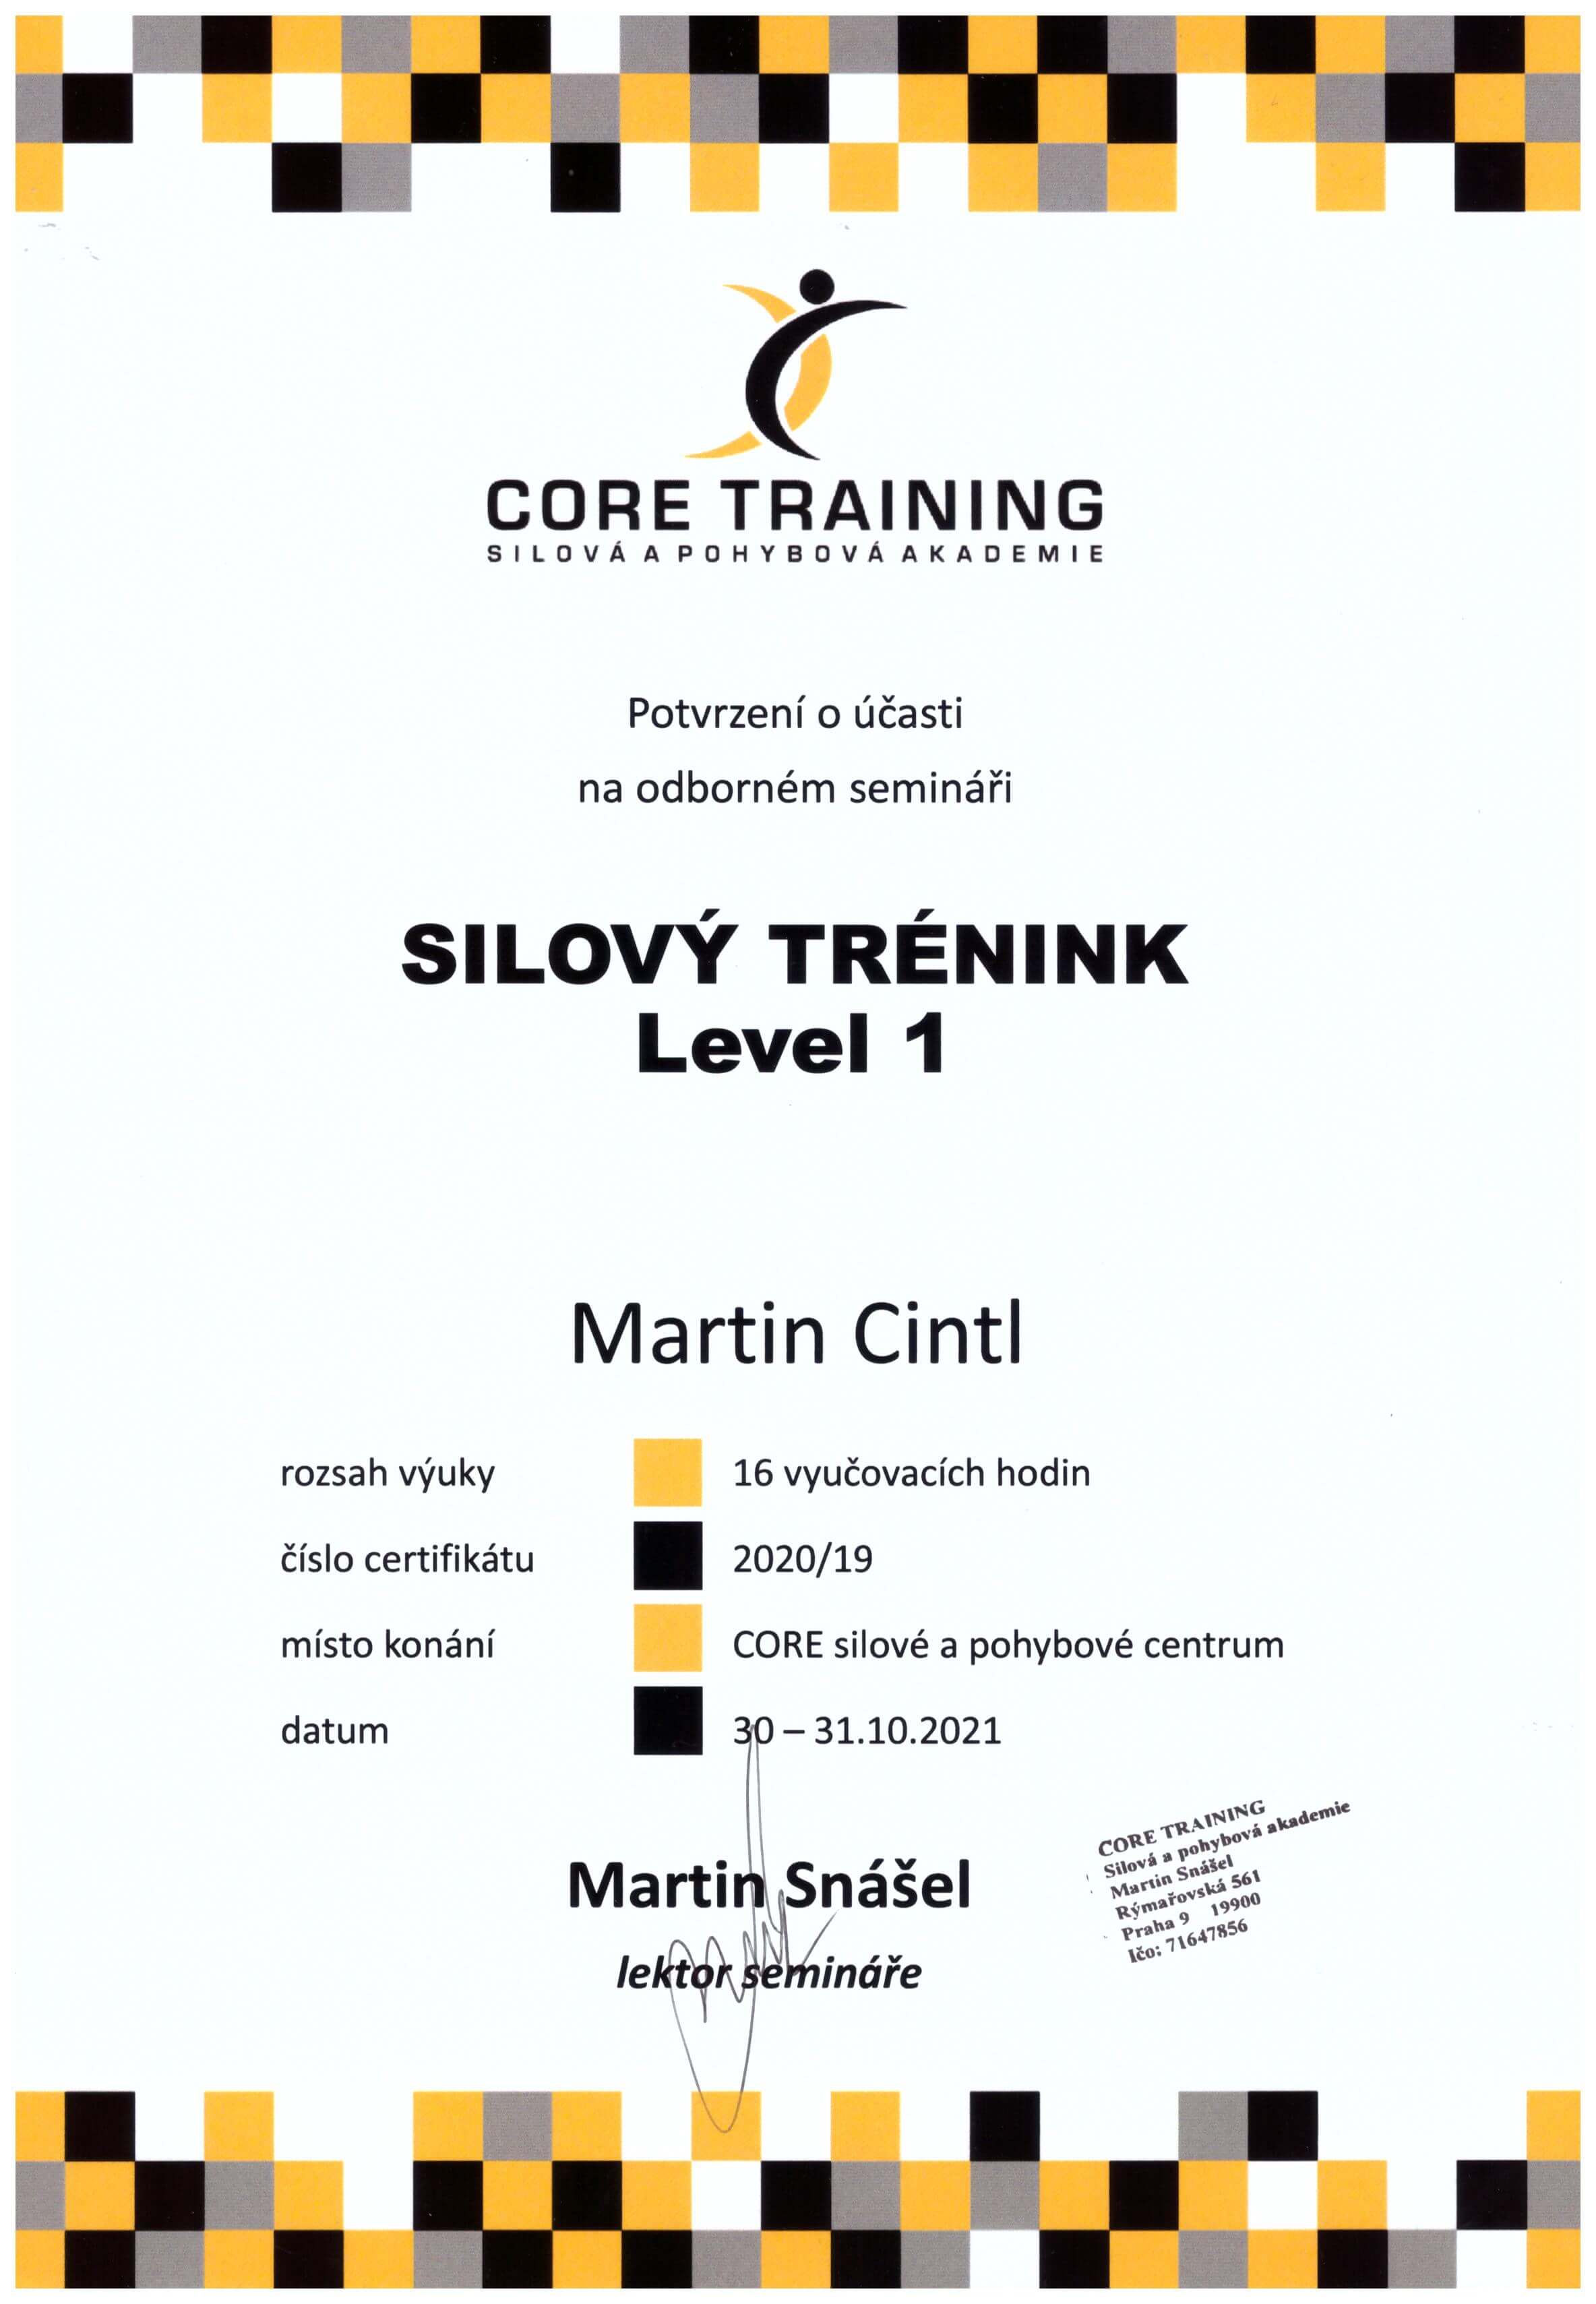 CORE TRAINING
SILOVÁ A POHYBOVÁ AKADEMIE
Potvrzení o účasti
na odborném semináři
SILOVÝ TRÉNINK
Level 1
Martin Cintl
rozsah výuky 16 vyučovacích hodin
číslo certifikátu 2020/19
místo konání CORE silové a pohybové centrum
datum 30 – 31.10.2021
Martin Snášel
lektor semináře
CORE TRAINING
Silová a pohybová akademie
Martin Snášel
Rýmařovská 561
Praha 9 19900
Ičo: 71647856